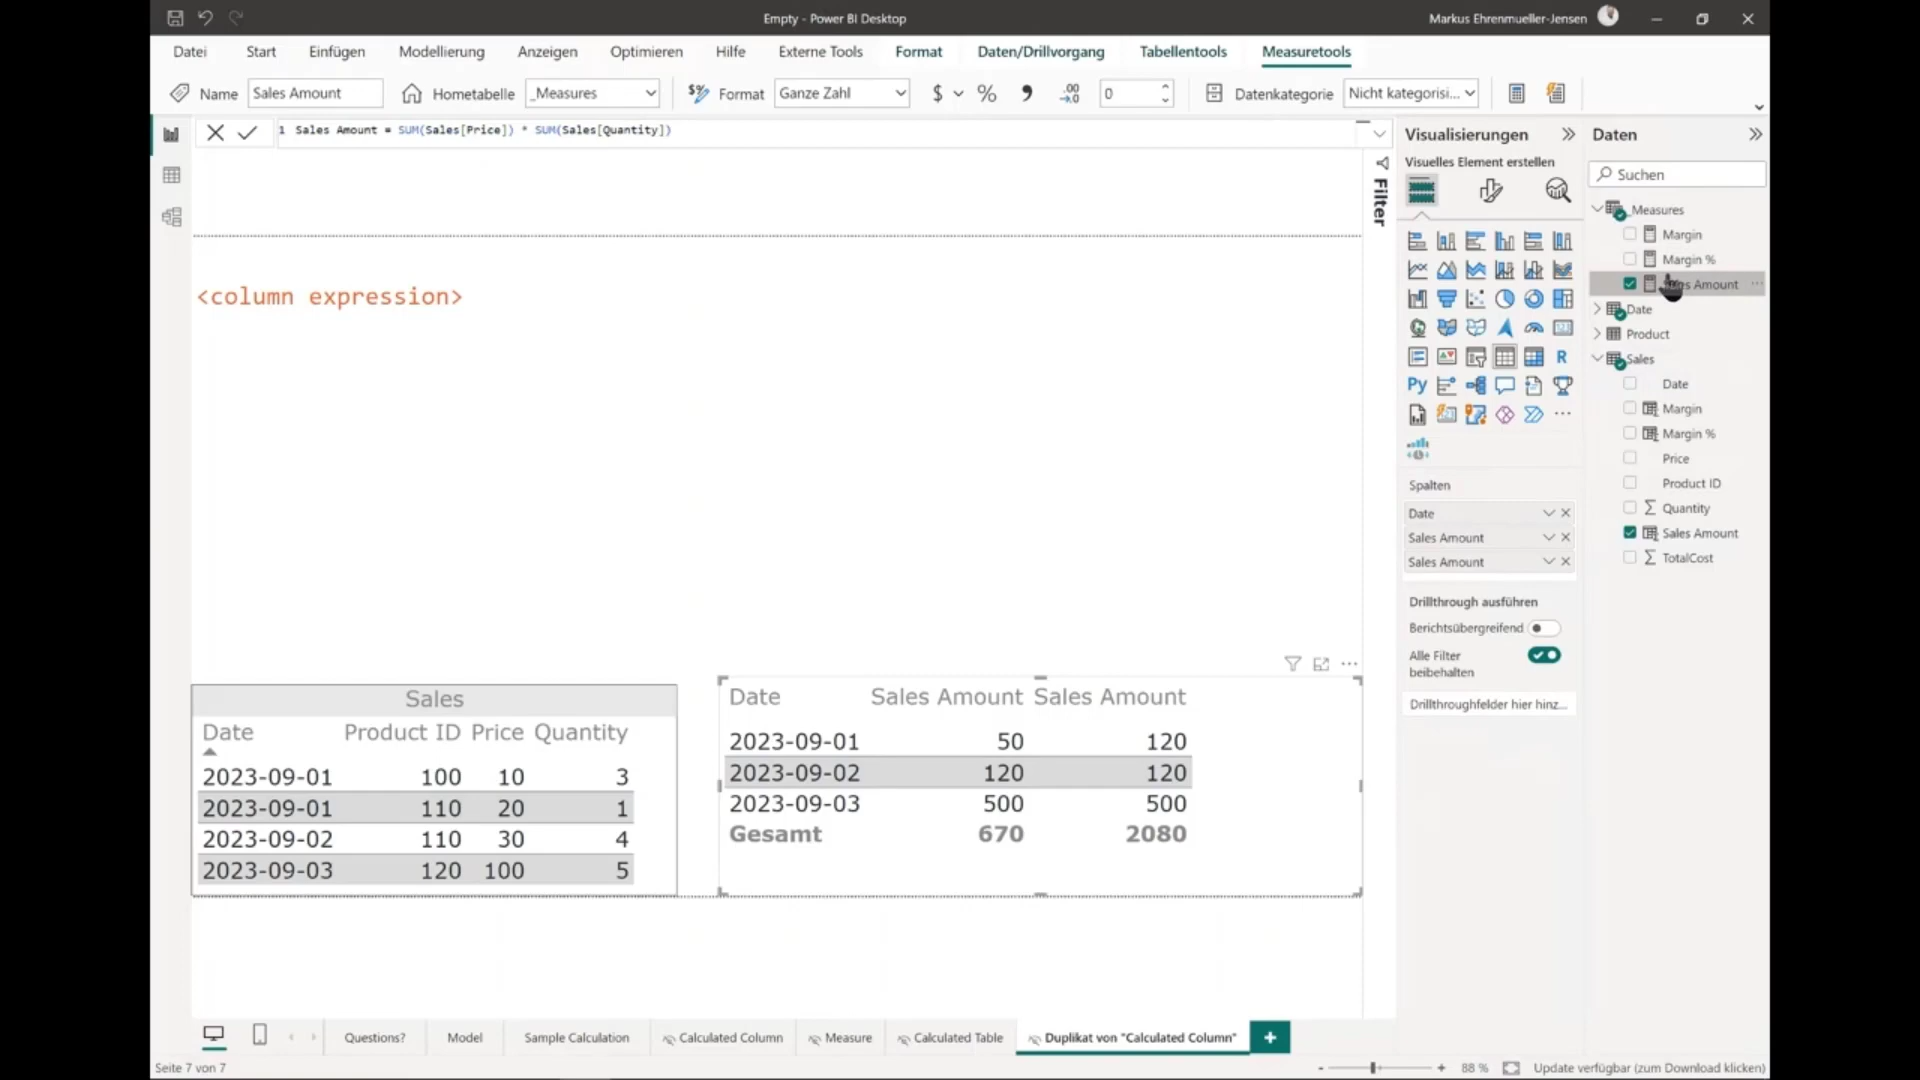 Empty - Power BI Desktop
Markus Ehrenmueller-Jensen
Datei Start Einfügen Modellierung Anzeigen Optimieren Hilfe Externe Tools Format Daten/Drillvorgang Tabellentools Measuretools
Name Sales Amount Hometabelle _Measures Format Ganze Zahl $ % 0 Datenkategorie Nicht kategorisi...
1 Sales Amount = SUM(Sales[Price]) * SUM(Sales[Quantity])
<column expression>
Filter
Visualisierungen
Visuelles Element erstellen
R
Py
Spalten
Date
Sales Amount
Sales Amount
Drillthrough ausführen
Berichtsübergreifend
Alle Filter
beibehalten
Drillthroughfelder hier hinz...
Daten
Suchen
_Measures
Margin
Margin %
Amount
Date
Product
Sales
Date
Margin
Margin %
Price
Product ID
Quantity
Sales Amount
TotalCost
Sales
Date Product ID Price Quantity
2023-09-01 100 10 3
2023-09-01 110 20 1
2023-09-02 110 30 4
2023-09-03 120 100 5
Date Sales Amount Sales Amount
2023-09-01 50 120
2023-09-02 120 120
2023-09-03 500 500
Gesamt 670 2080
Questions? Model Sample Calculation Calculated Column Measure Calculated Table Duplikat von "Calculated Column" +
Seite 7 von 7
- + 88 % Update verfügbar (zum Download klicken)